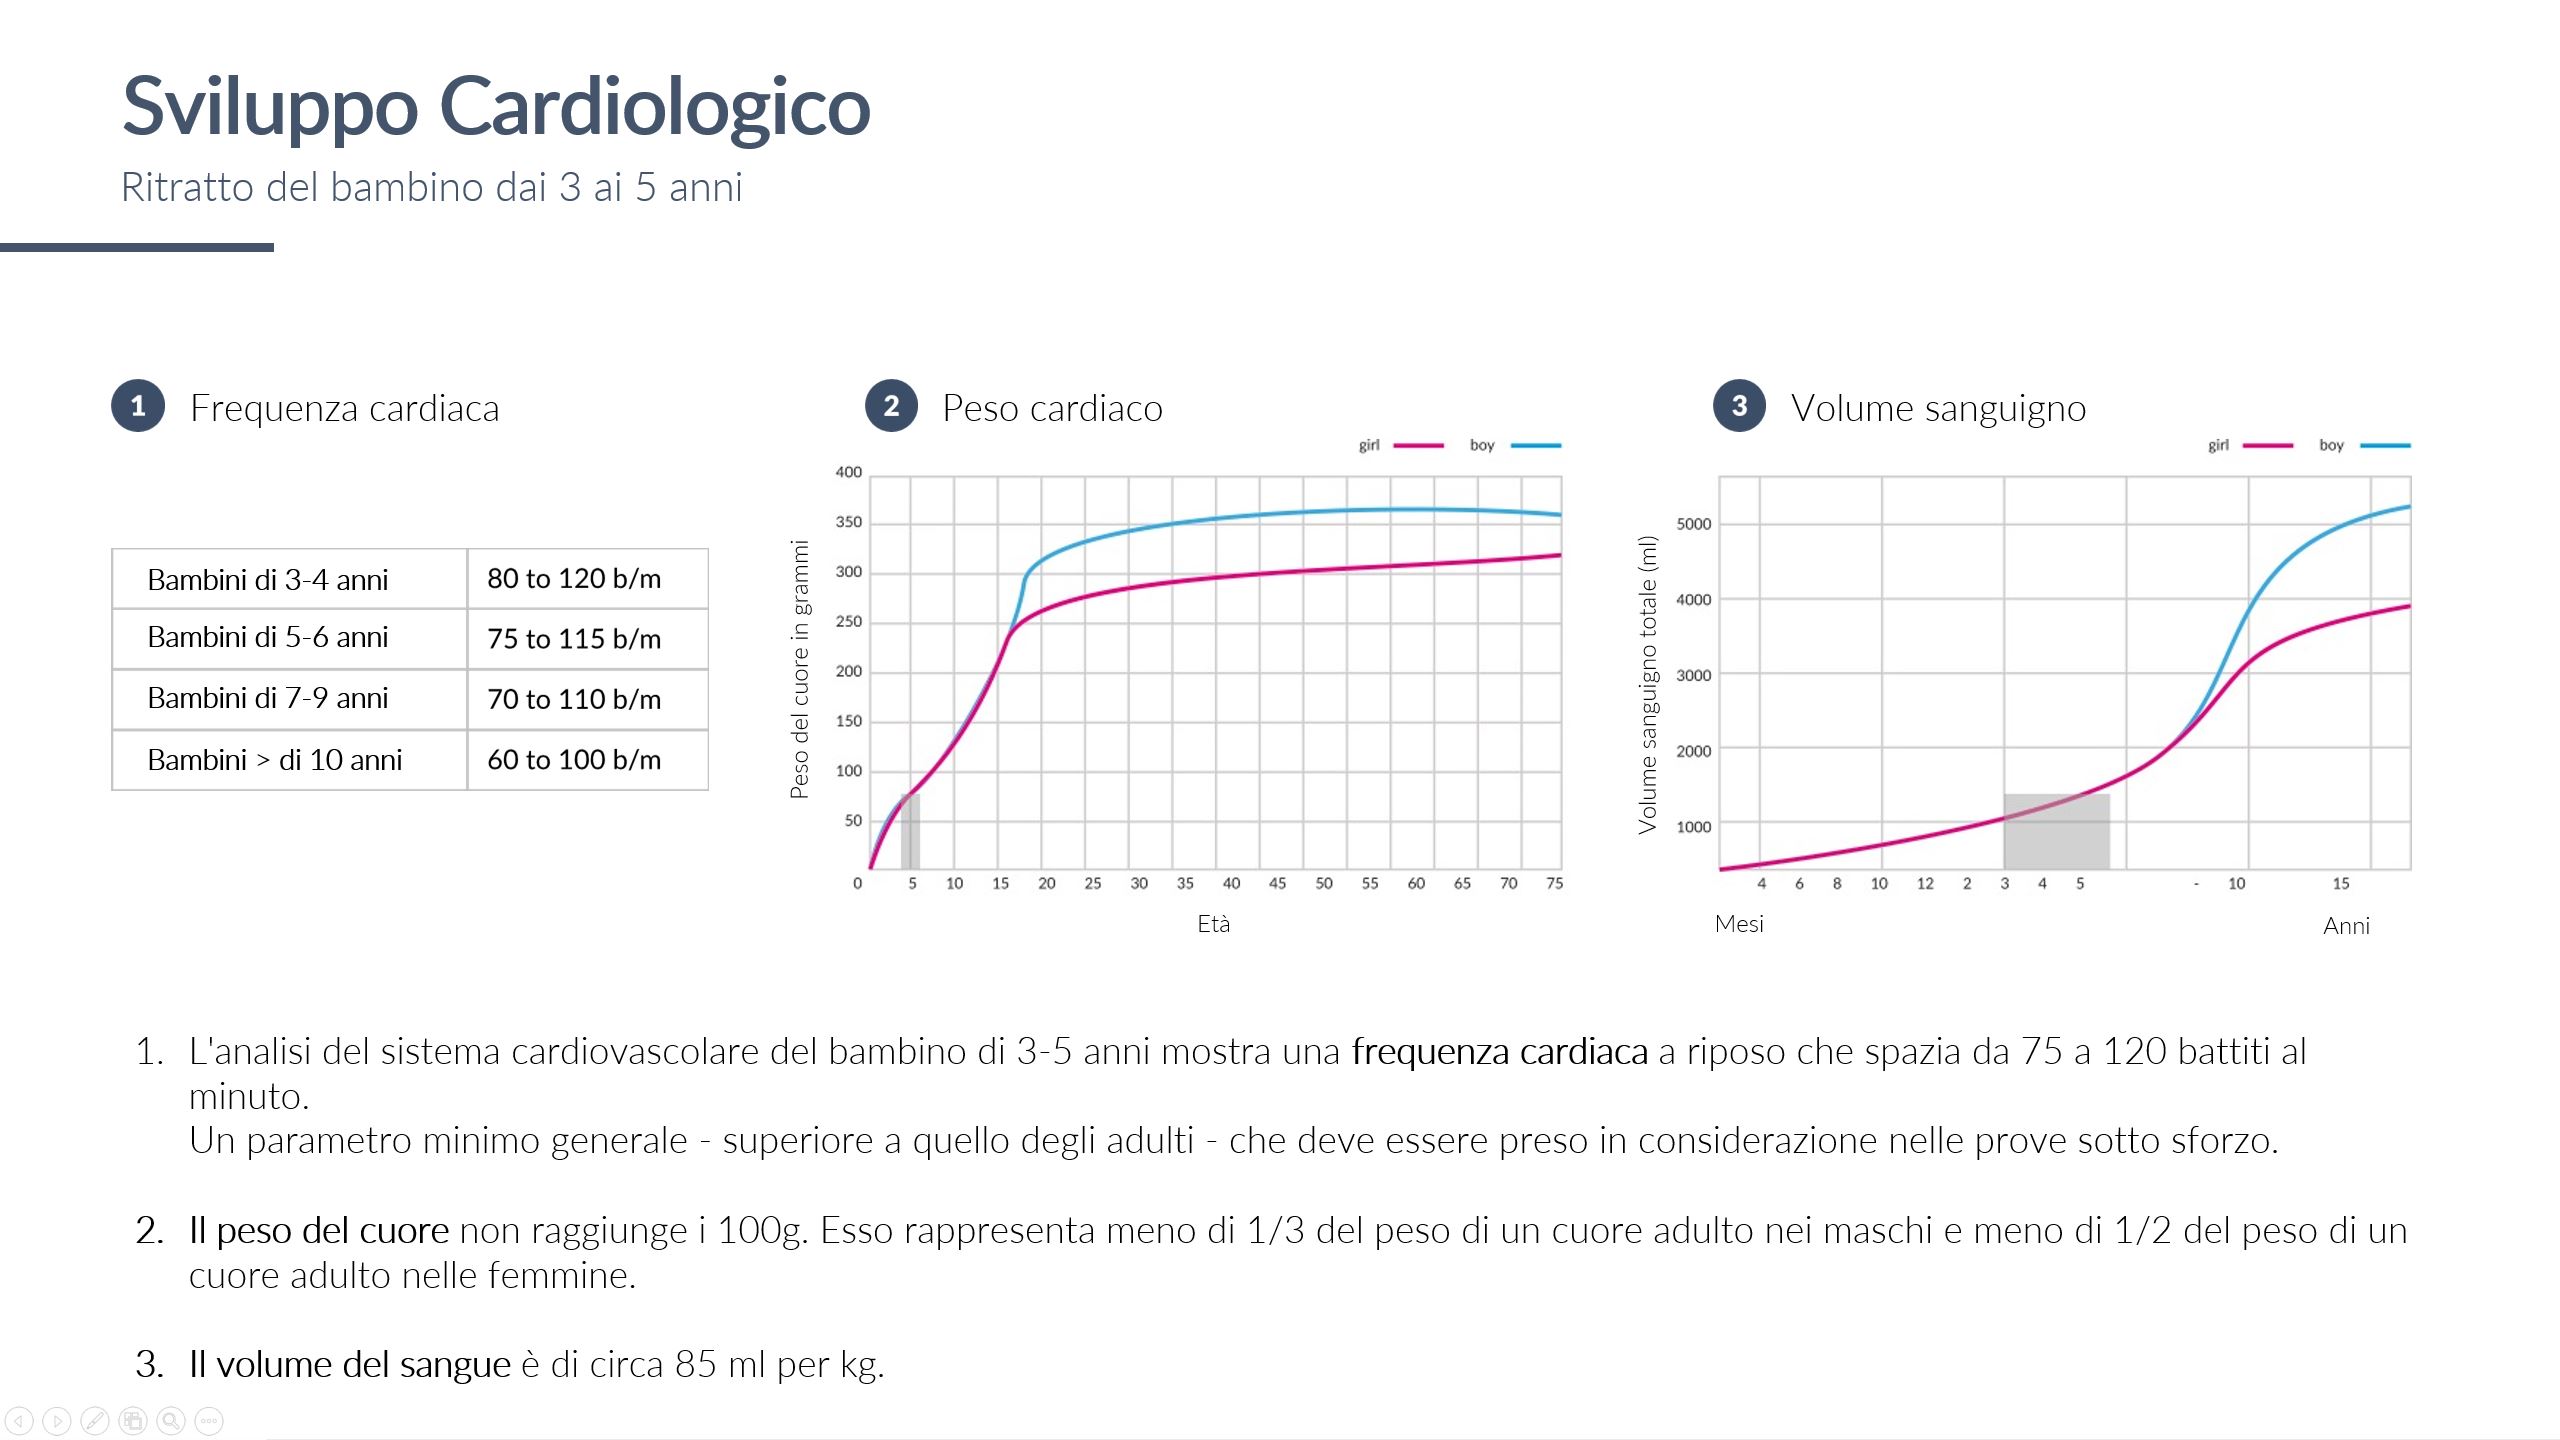 Sviluppo Cardiologico
Ritratto del bambino dai 3 ai 5 anni
1 Frequenza cardiaca
Bambini di 3-4 anni 80 to 120 b/m
Bambini di 5-6 anni 75 to 115 b/m
Bambini di 7-9 anni 70 to 110 b/m
Bambini > di 10 anni 60 to 100 b/m
2 Peso cardiaco
girl boy
Peso del cuore in grammi
400
350
300
250
200
150
100
50
0 5 10 15 20 25 30 35 40 45 50 55 60 65 70 75
Età
3 Volume sanguigno
girl boy
Volume sanguigno totale (ml)
5000
4000
3000
2000
1000
4 6 8 10 12 2 3 4 5 - 10 15
Mesi Anni
1. L'analisi del sistema cardiovascolare del bambino di 3-5 anni mostra una frequenza cardiaca a riposo che spazia da 75 a 120 battiti al
minuto.
Un parametro minimo generale - superiore a quello degli adulti - che deve essere preso in considerazione nelle prove sotto sforzo.
2. Il peso del cuore non raggiunge i 100g. Esso rappresenta meno di 1/3 del peso di un cuore adulto nei maschi e meno di 1/2 del peso di un
cuore adulto nelle femmine.
3. Il volume del sangue è di circa 85 ml per kg.